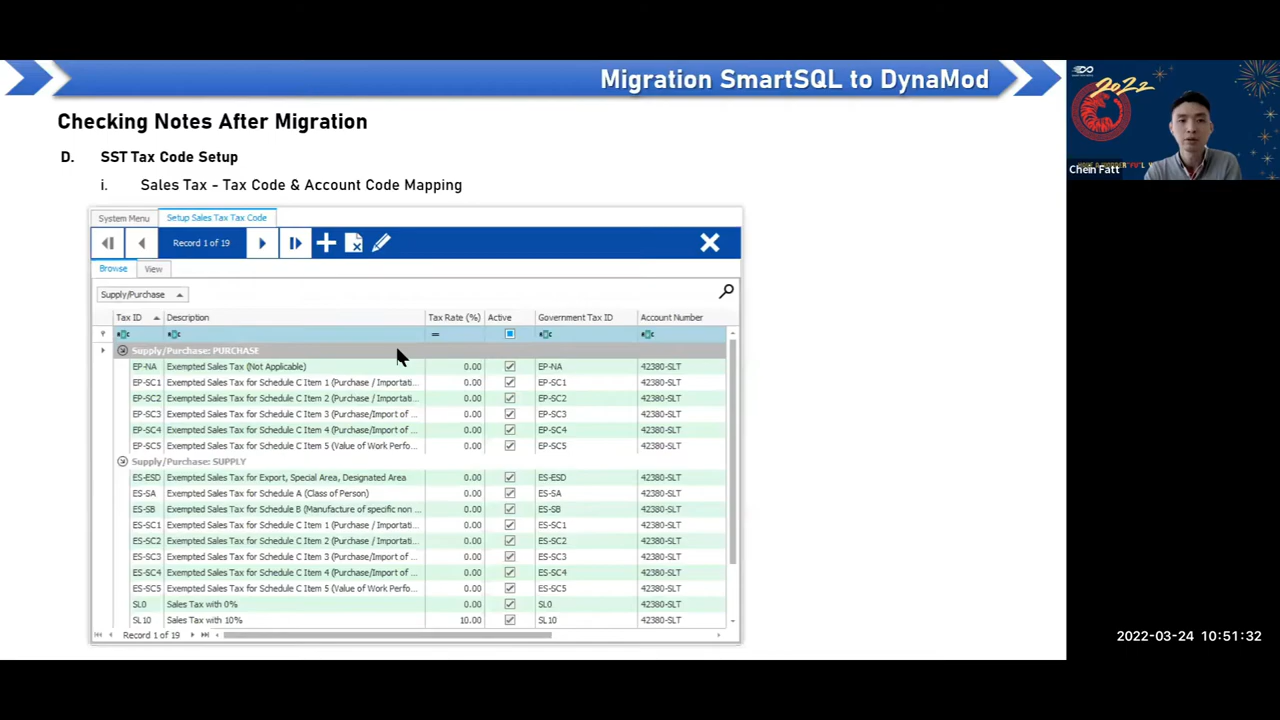 Migration SmartSQL to DynaMod
2022
Chein Fatt
Checking Notes After Migration
D. SST Tax Code Setup
i. Sales Tax - Tax Code & Account Code Mapping
System Menu Setup Sales Tax Tax Code
Record 1 of 19
Browse View
Supply/Purchase
Tax ID Description Tax Rate (%) Active Government Tax ID Account Number
=
Supply/Purchase: PURCHASE
EP-NA Exempted Sales Tax (Not Applicable) 0.00 EP-NA 42380-SLT
EP-SC1 Exempted Sales Tax for Schedule C Item 1 (Purchase / Importati... 0.00 EP-SC1 42380-SLT
EP-SC2 Exempted Sales Tax for Schedule C Item 2 (Purchase / Importati... 0.00 EP-SC2 42380-SLT
EP-SC3 Exempted Sales Tax for Schedule C Item 3 (Purchase/Import of ... 0.00 EP-SC3 42380-SLT
EP-SC4 Exempted Sales Tax for Schedule C Item 4 (Purchase/Import of ... 0.00 EP-SC4 42380-SLT
EP-SC5 Exempted Sales Tax for Schedule C Item 5 (Value of Work Perfo... 0.00 EP-SC5 42380-SLT
Supply/Purchase: SUPPLY
ES-ESD Exempted Sales Tax for Export, Special Area, Designated Area 0.00 ES-ESD 42380-SLT
ES-SA Exempted Sales Tax for Schedule A (Class of Person) 0.00 ES-SA 42380-SLT
ES-SB Exempted Sales Tax for Schedule B (Manufacture of specific non ... 0.00 ES-SB 42380-SLT
ES-SC1 Exempted Sales Tax for Schedule C Item 1 (Purchase / Importati... 0.00 ES-SC1 42380-SLT
ES-SC2 Exempted Sales Tax for Schedule C Item 2 (Purchase / Importati... 0.00 ES-SC2 42380-SLT
ES-SC3 Exempted Sales Tax for Schedule C Item 3 (Purchase/Import of ... 0.00 ES-SC3 42380-SLT
ES-SC4 Exempted Sales Tax for Schedule C Item 4 (Purchase/Import of ... 0.00 ES-SC4 42380-SLT
ES-SC5 Exempted Sales Tax for Schedule C Item 5 (Value of Work Perfo... 0.00 ES-SC5 42380-SLT
SL0 Sales Tax with 0% 0.00 SL0 42380-SLT
SL10 Sales Tax with 10% 10.00 SL10 42380-SLT
Record 1 of 19
2022-03-24 10:51:32